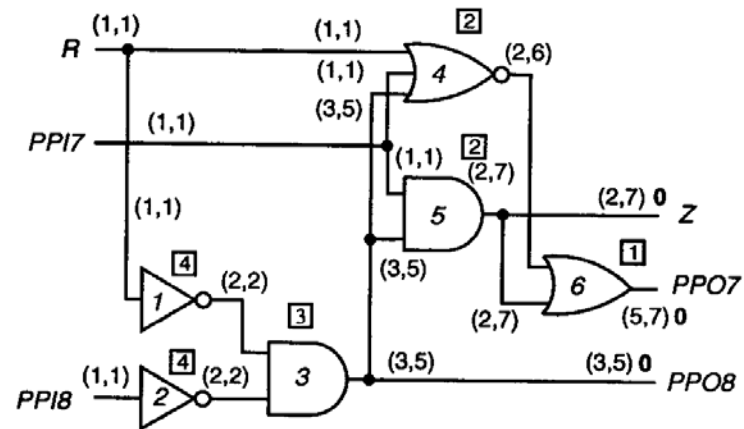 (1,1) (1,1) 2
R 4 (2,6)
(1,1)
(3,5)
(1,1)
PPI7
(1,1) 2
(2,7)
5 (2,7) 0
Z
(1,1)
(3,5)
4 1
1 (2,2) 6 PPO7
3 (2,7) (5,7) 0
4
(1,1) (2,2) 3 (3,5) (3,5) 0
PPI8 2 PPO8